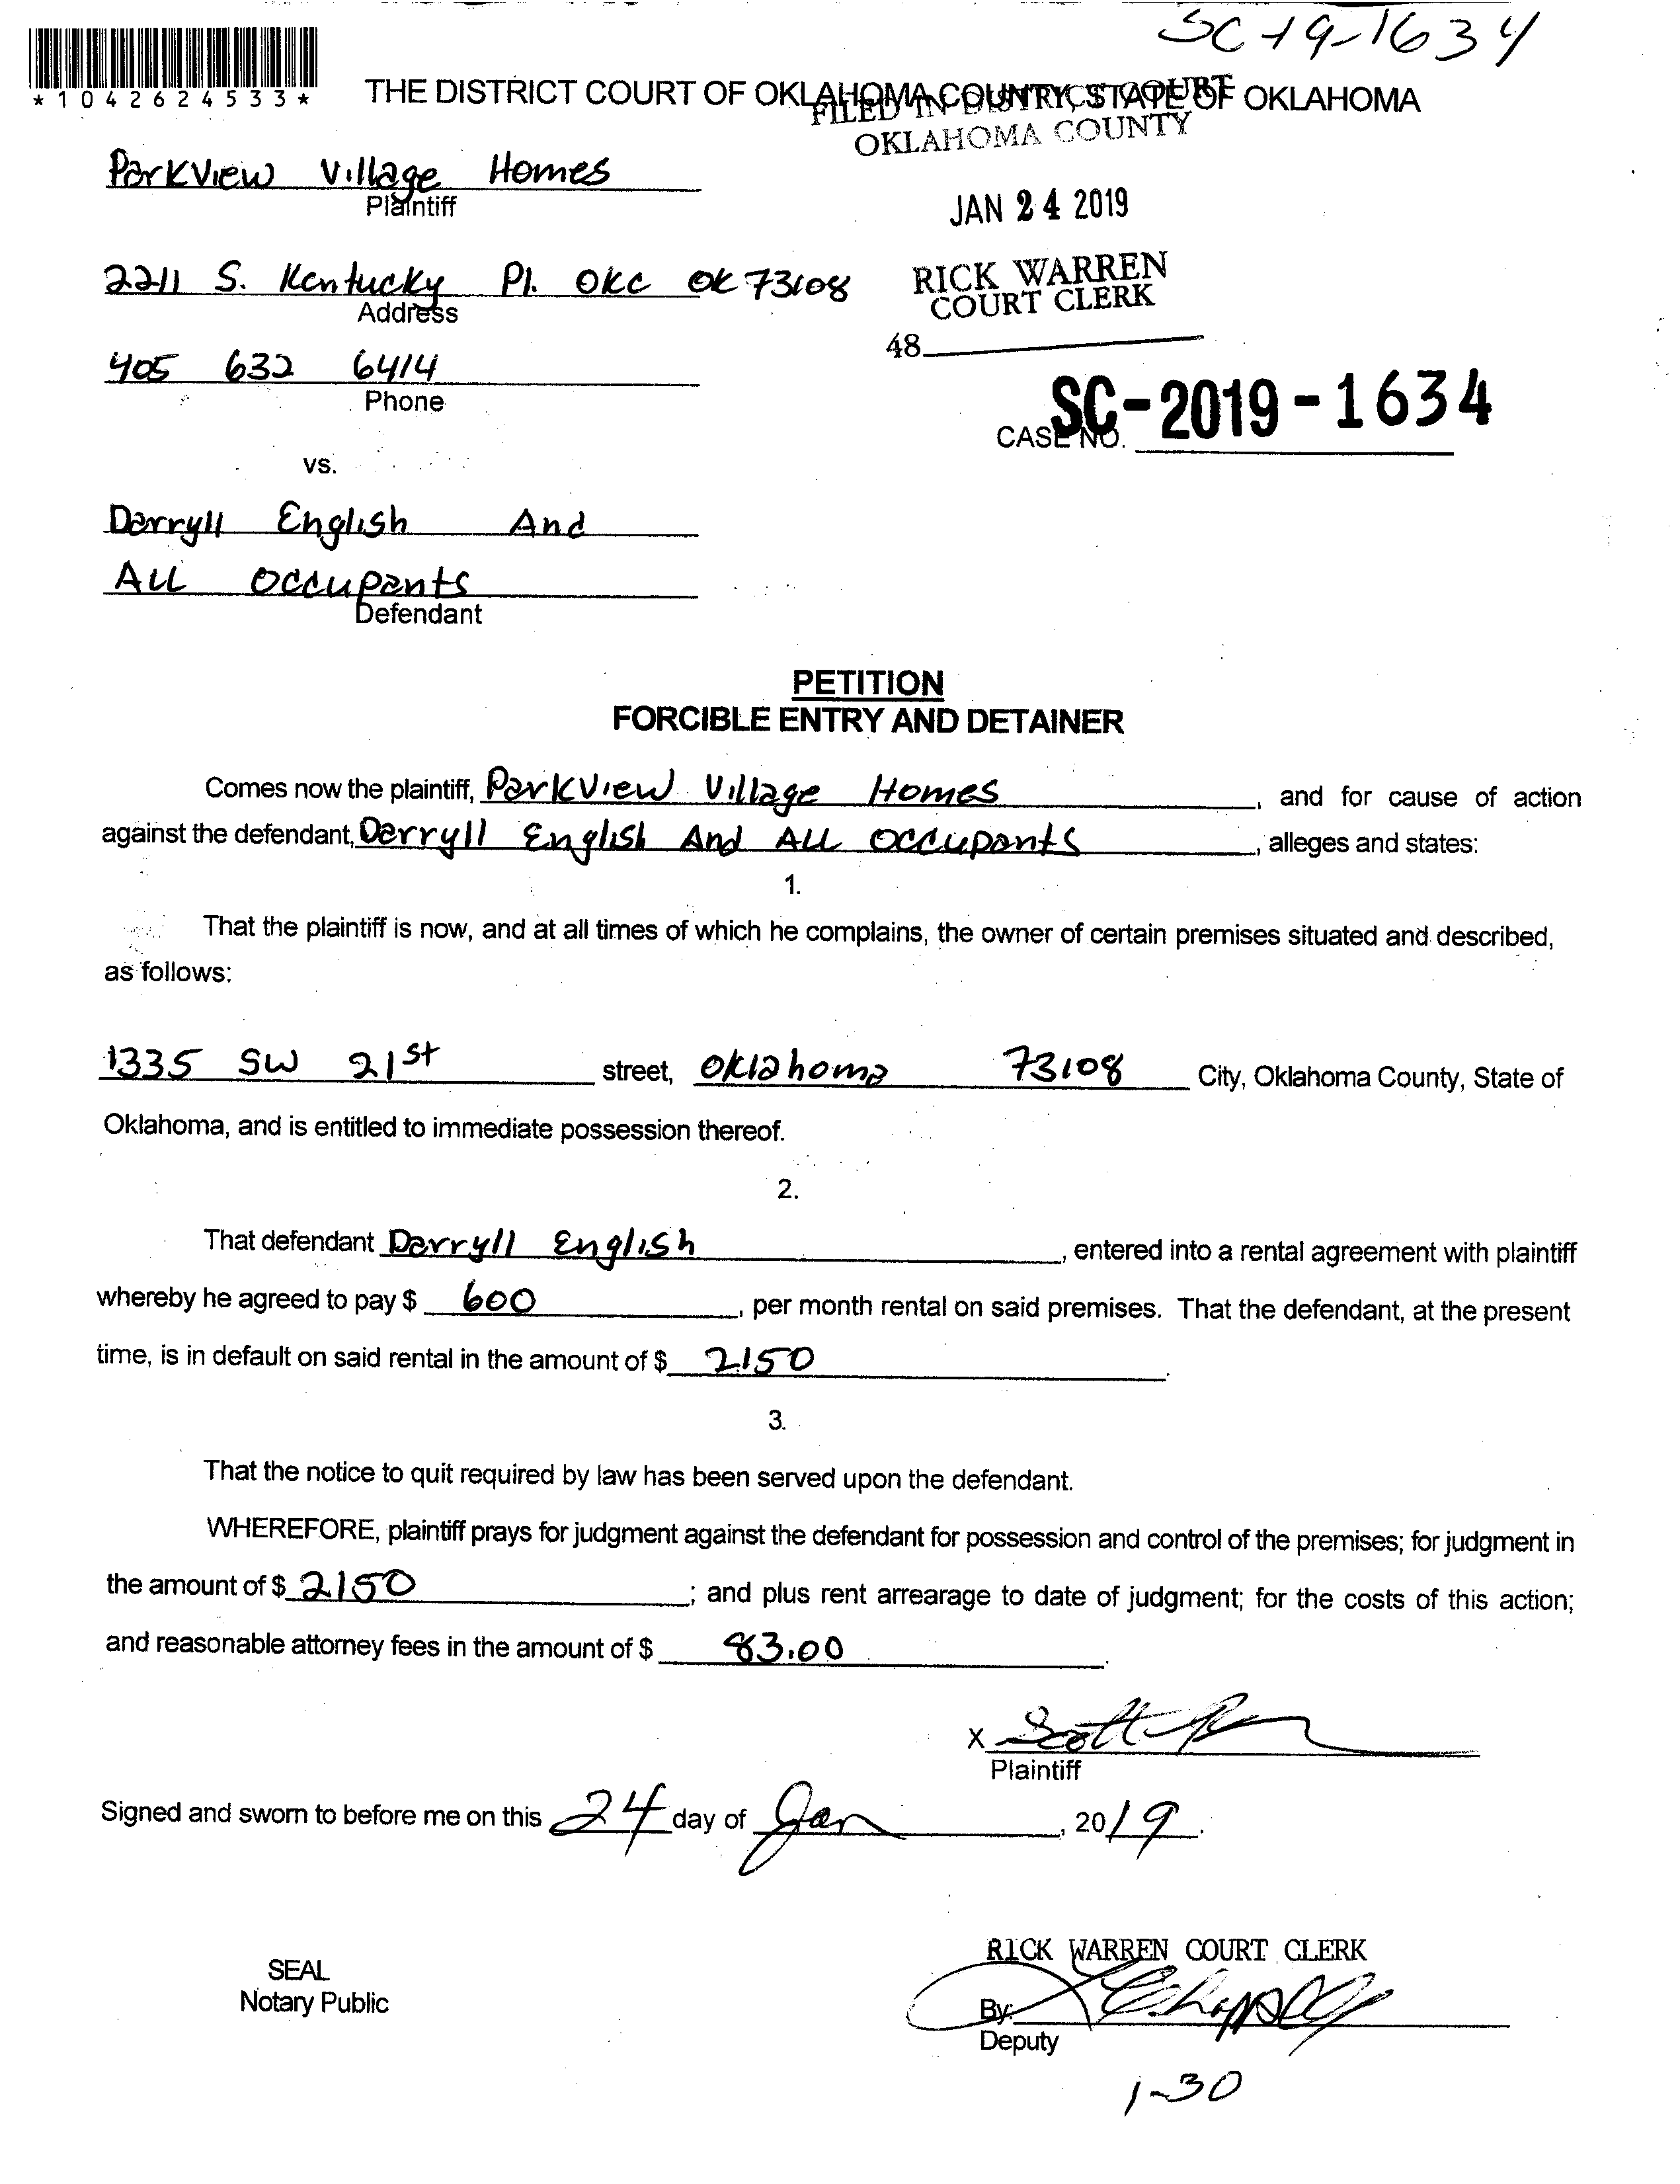 SC-19-1634
*1042624533*
THE DISTRICT COURT OF OKLAHOMA COUNTY, STATE OF OKLAHOMA
FILED IN DISTRICT COURT
OKLAHOMA COUNTY
ParkView Village Homes
Plaintiff
JAN 24 2019
2211 S. Kentucky Pl. OKC OK 73108
Address
RICK WARREN
COURT CLERK
48
405 632 6414
Phone
SC-2019-1634
CASE NO.
vs.
Darryll English And
ALL Occupants
Defendant
PETITION
FORCIBLE ENTRY AND DETAINER
Comes now the plaintiff, ParkView Village Homes, and for cause of action
against the defendant, Darryll English And ALL Occupants, alleges and states:
1.
That the plaintiff is now, and at all times of which he complains, the owner of certain premises situated and described,
as follows:
1335 SW 21st street, Oklahoma 73108 City, Oklahoma County, State of
Oklahoma, and is entitled to immediate possession thereof.
2.
That defendant Darryll English, entered into a rental agreement with plaintiff
whereby he agreed to pay $ 600, per month rental on said premises. That the defendant, at the present
time, is in default on said rental in the amount of $ 2150.
3.
That the notice to quit required by law has been served upon the defendant.
WHEREFORE, plaintiff prays for judgment against the defendant for possession and control of the premises; for judgment in
the amount of $ 2150; and plus rent arrearage to date of judgment; for the costs of this action;
and reasonable attorney fees in the amount of $ 83.00.
X Scott
Plaintiff
Signed and sworn to before me on this 24 day of Jan, 2019.
RICK WARREN COURT CLERK
SEAL
Notary Public
By:
Deputy
1-30